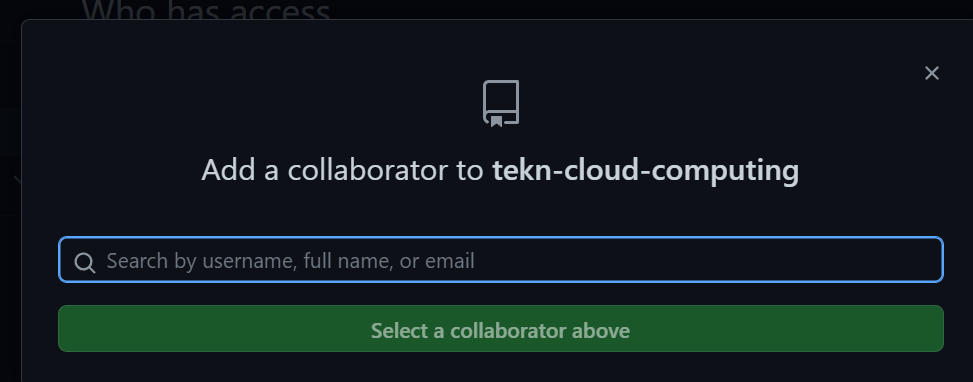 Who has access
Add a collaborator to tekn-cloud-computing
Search by username, full name, or email
Select a collaborator above